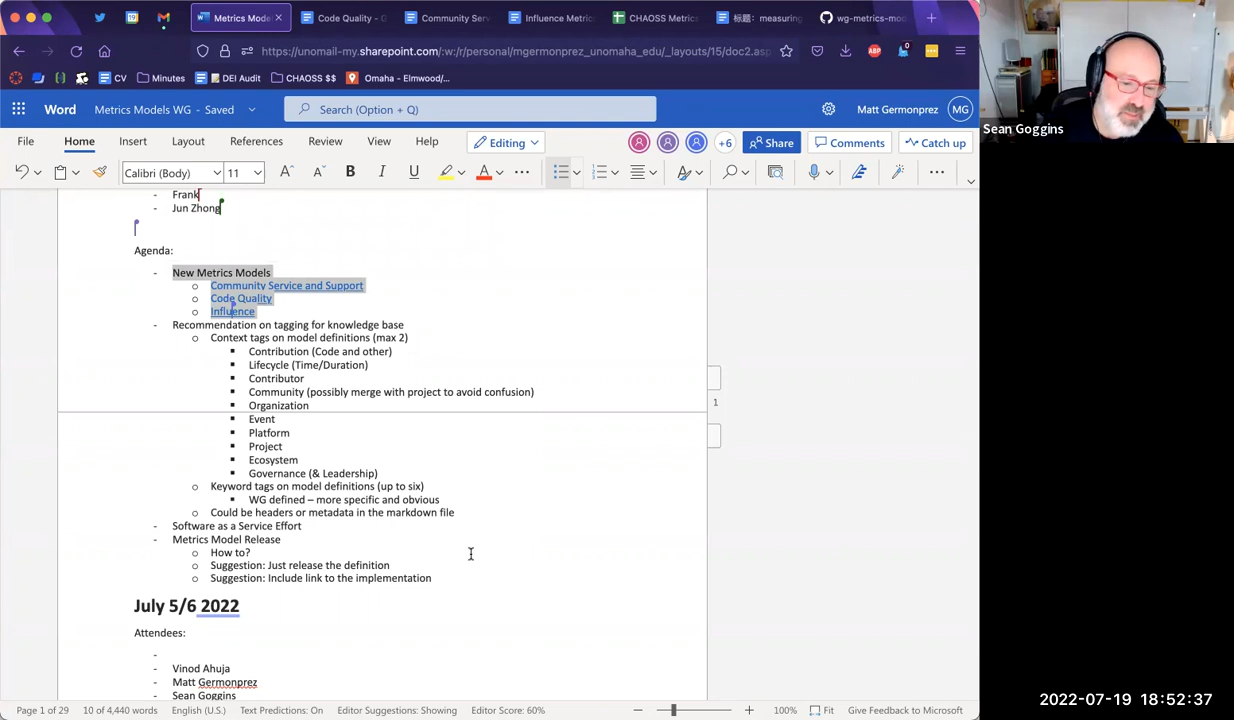 Metrics Mode
Code Quality - G
Community Serv
Influence Metric
CHAOSS Metric
标题：measuring
wg-metrics-mod
https://unomail-my.sharepoint.com/:w:/r/personal/mgermonprez_unomaha_edu/_layouts/15/doc2.asp
ABP
0
CV
Minutes
DEI Audit
CHAOSS $$
Omaha - Elmwood/...
Word
Metrics Models WG - Saved
Search (Option + Q)
Matt Germonprez
MG
File
Home
Insert
Layout
References
Review
View
Help
Editing
+6
Share
Comments
Catch up
Calibri (Body)
11
A
A
B
I
U
A
- Frank
- Jun Zhong
Agenda:
- New Metrics Models
o Community Service and Support
o Code Quality
o Influence
- Recommendation on tagging for knowledge base
o Context tags on model definitions (max 2)
▪ Contribution (Code and other)
▪ Lifecycle (Time/Duration)
▪ Contributor
▪ Community (possibly merge with project to avoid confusion)
▪ Organization
▪ Event
▪ Platform
▪ Project
▪ Ecosystem
▪ Governance (& Leadership)
o Keyword tags on model definitions (up to six)
▪ WG defined – more specific and obvious
o Could be headers or metadata in the markdown file
- Software as a Service Effort
- Metrics Model Release
o How to?
o Suggestion: Just release the definition
o Suggestion: Include link to the implementation
July 5/6 2022
Attendees:
-
- Vinod Ahuja
- Matt Germonprez
- Sean Goggins
1
Page 1 of 29
10 of 4,440 words
English (U.S.)
Text Predictions: On
Editor Suggestions: Showing
Editor Score: 60%
100%
Fit
Give Feedback to Microsoft
Sean Goggins
2022-07-19 18:52:37